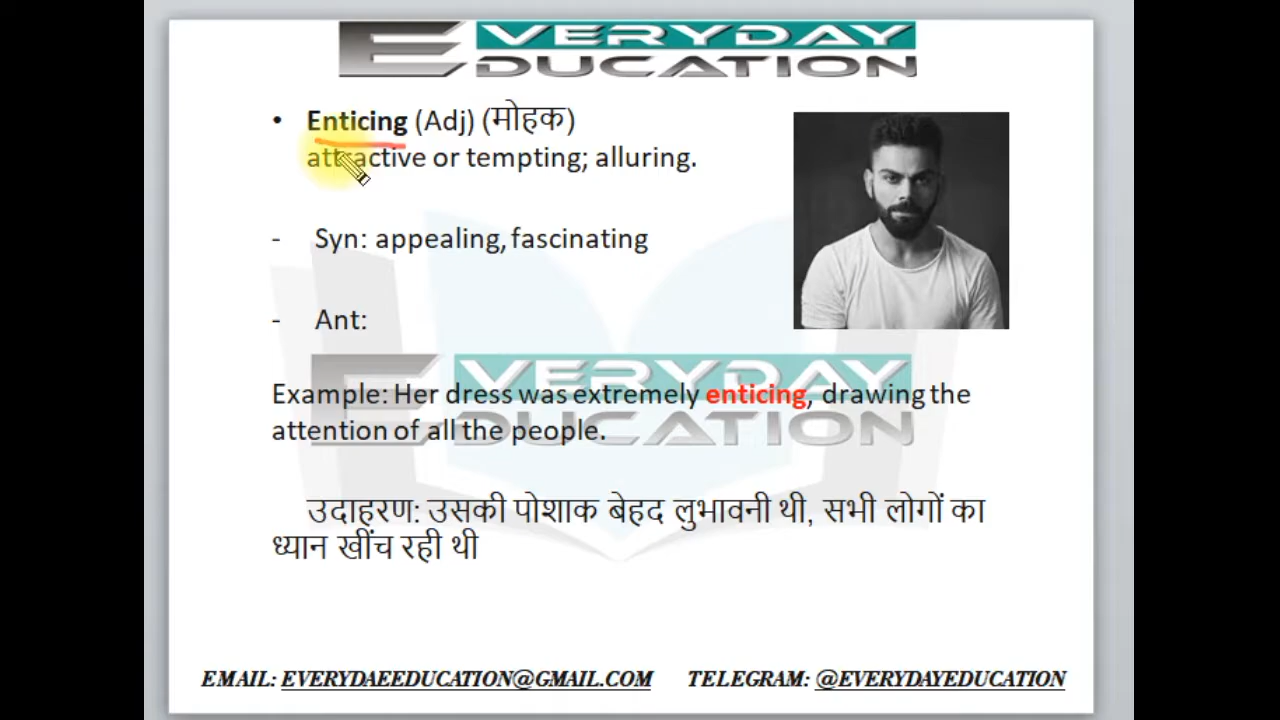 EVERYDAY
EDUCATION
• Enticing (Adj) (मोहक)
attractive or tempting; alluring.
- Syn: appealing, fascinating
- Ant:
EVERYDAY
EDUCATION
Example: Her dress was extremely enticing, drawing the
attention of all the people.
उदाहरण: उसकी पोशाक बेहद लुभावनी थी, सभी लोगों का
ध्यान खींच रही थी
EMAIL: EVERYDAEEDUCATION@GMAIL.COM TELEGRAM: @EVERYDAYEDUCATION